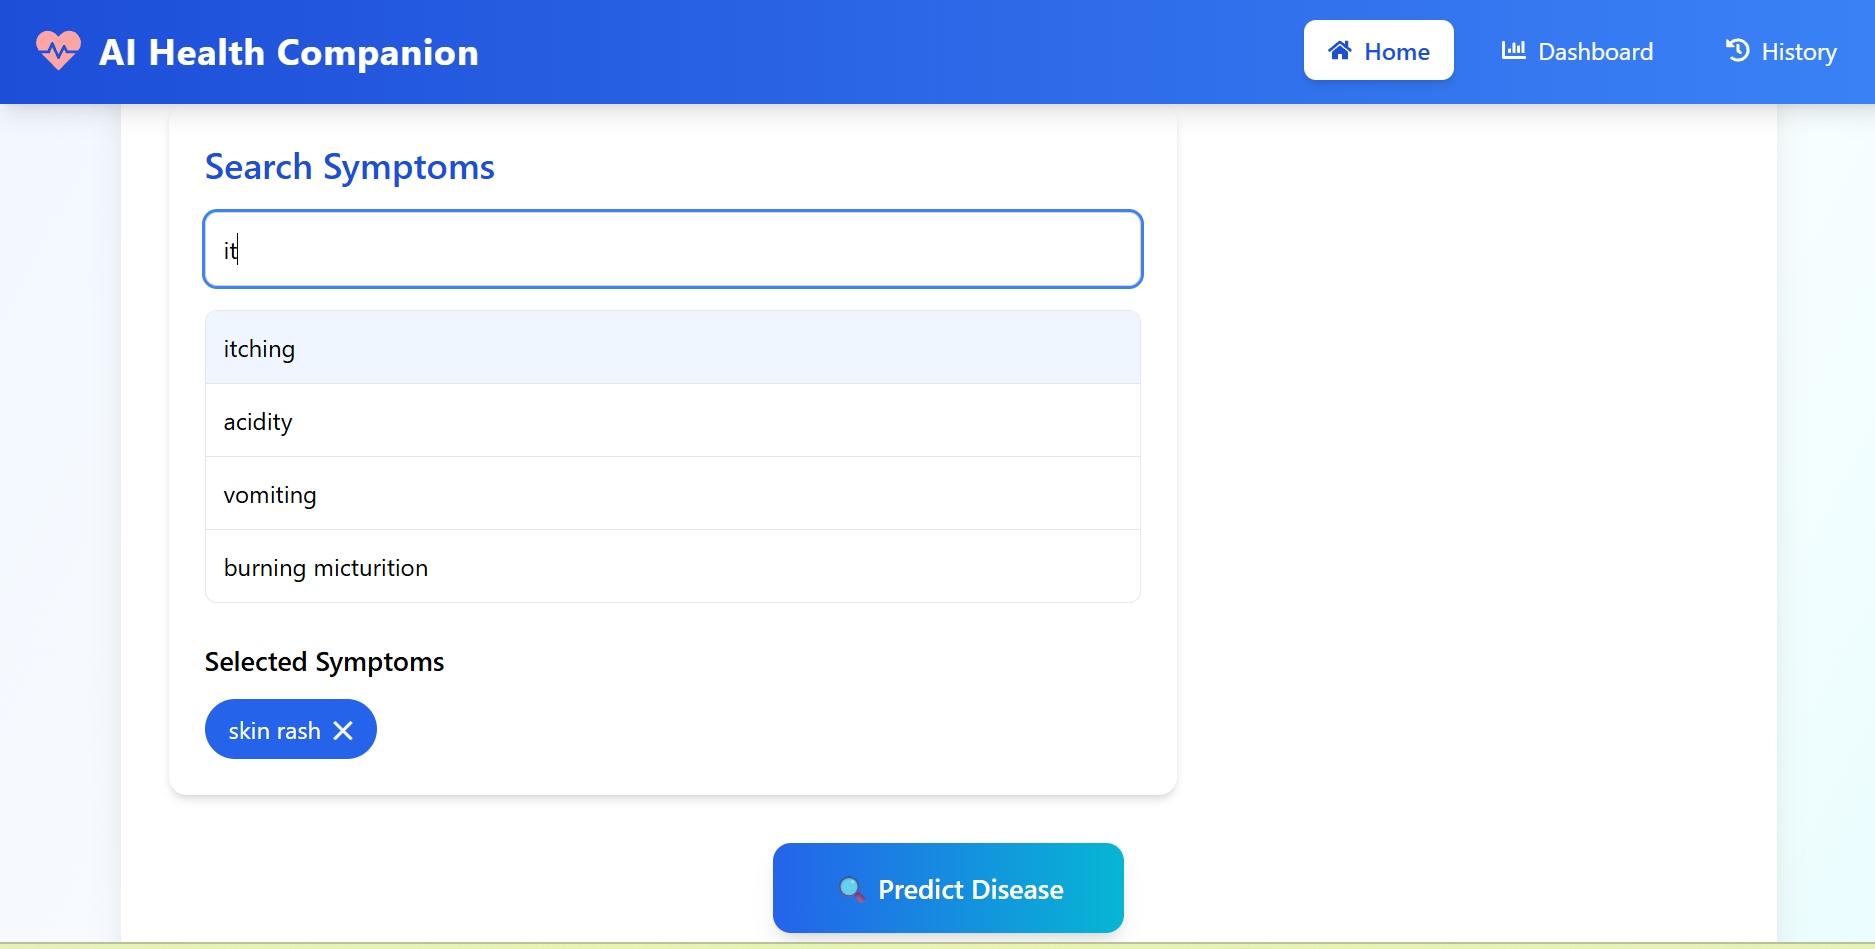 AI Health Companion
Home
Dashboard
History
Search Symptoms
it
itching
acidity
vomiting
burning micturition
Selected Symptoms
skin rash
Predict Disease